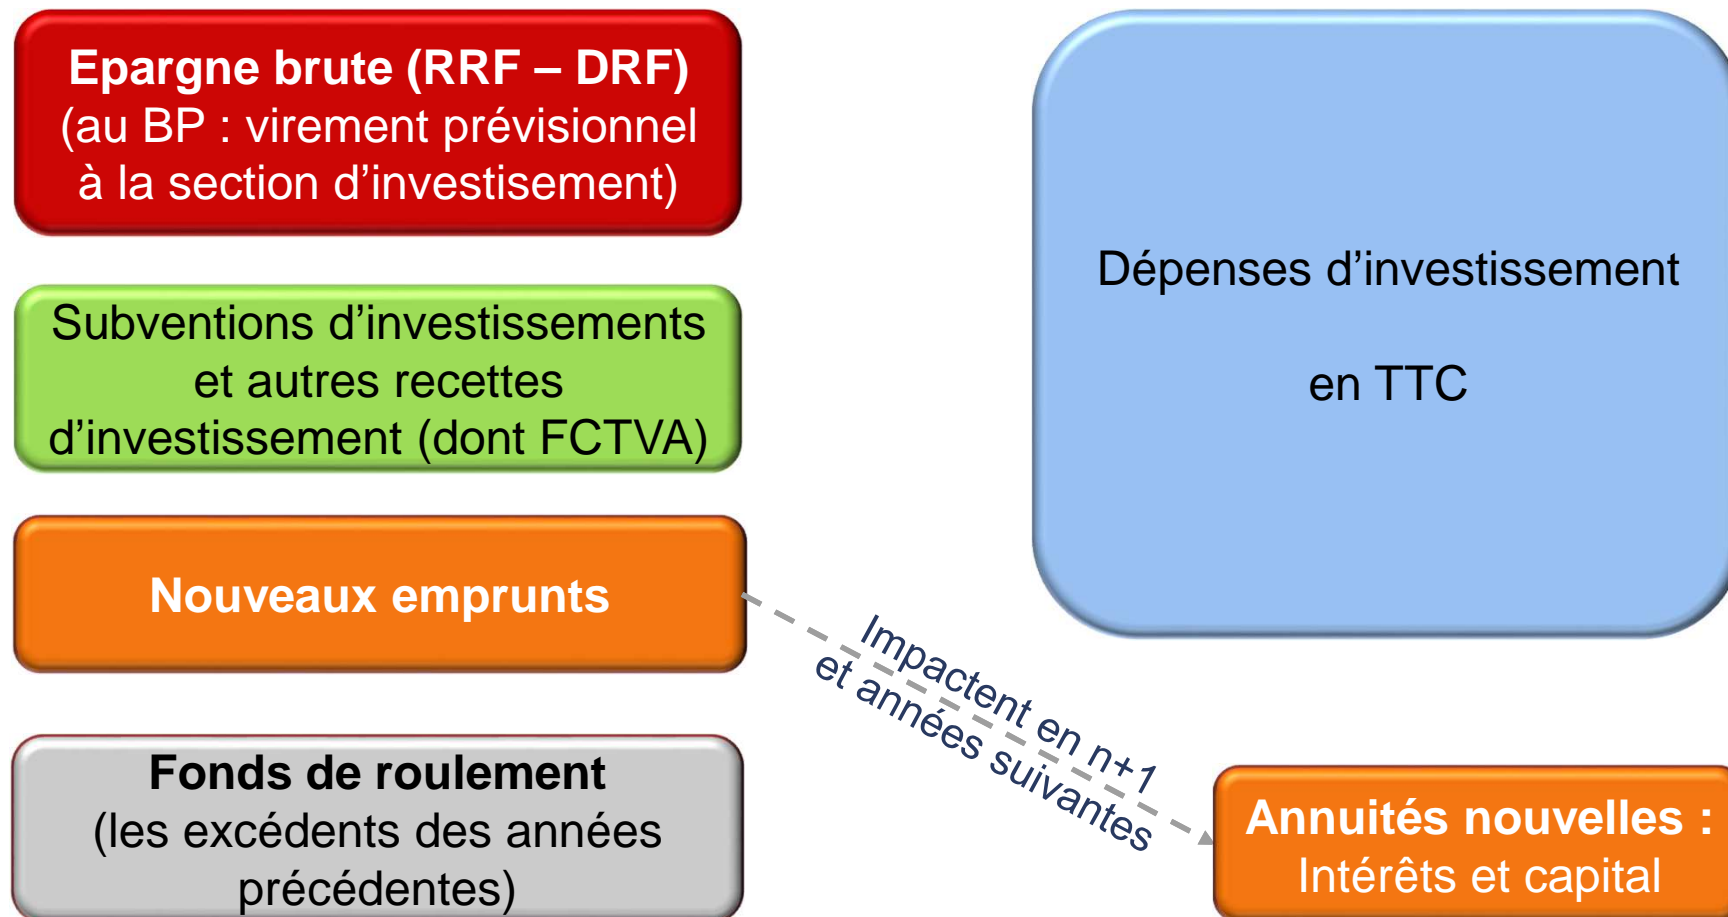 Epargne brute (RRF – DRF)
(au BP : virement prévisionnel
à la section d’investisement)
Subventions d’investissements
et autres recettes
d’investissement (dont FCTVA)
Nouveaux emprunts
Fonds de roulement
(les excédents des années
précédentes)
Dépenses d’investissement
en TTC
Impactent en n+1
et années suivantes
Annuités nouvelles :
Intérêts et capital